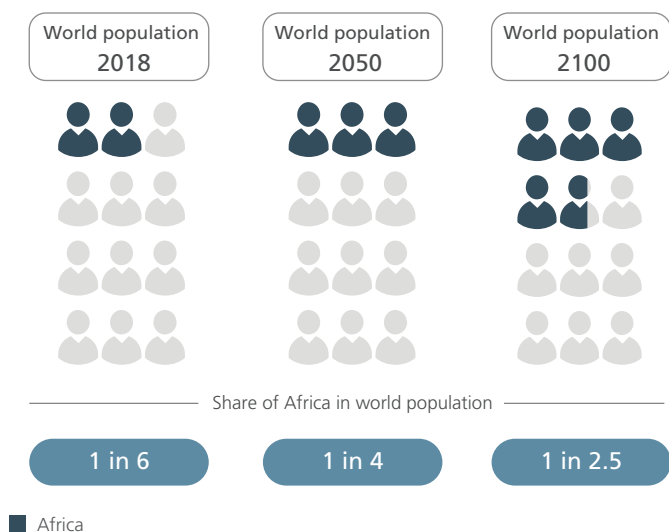 World population
2018
World population
2050
World population
2100
Share of Africa in world population
1 in 6
1 in 4
1 in 2.5
Africa